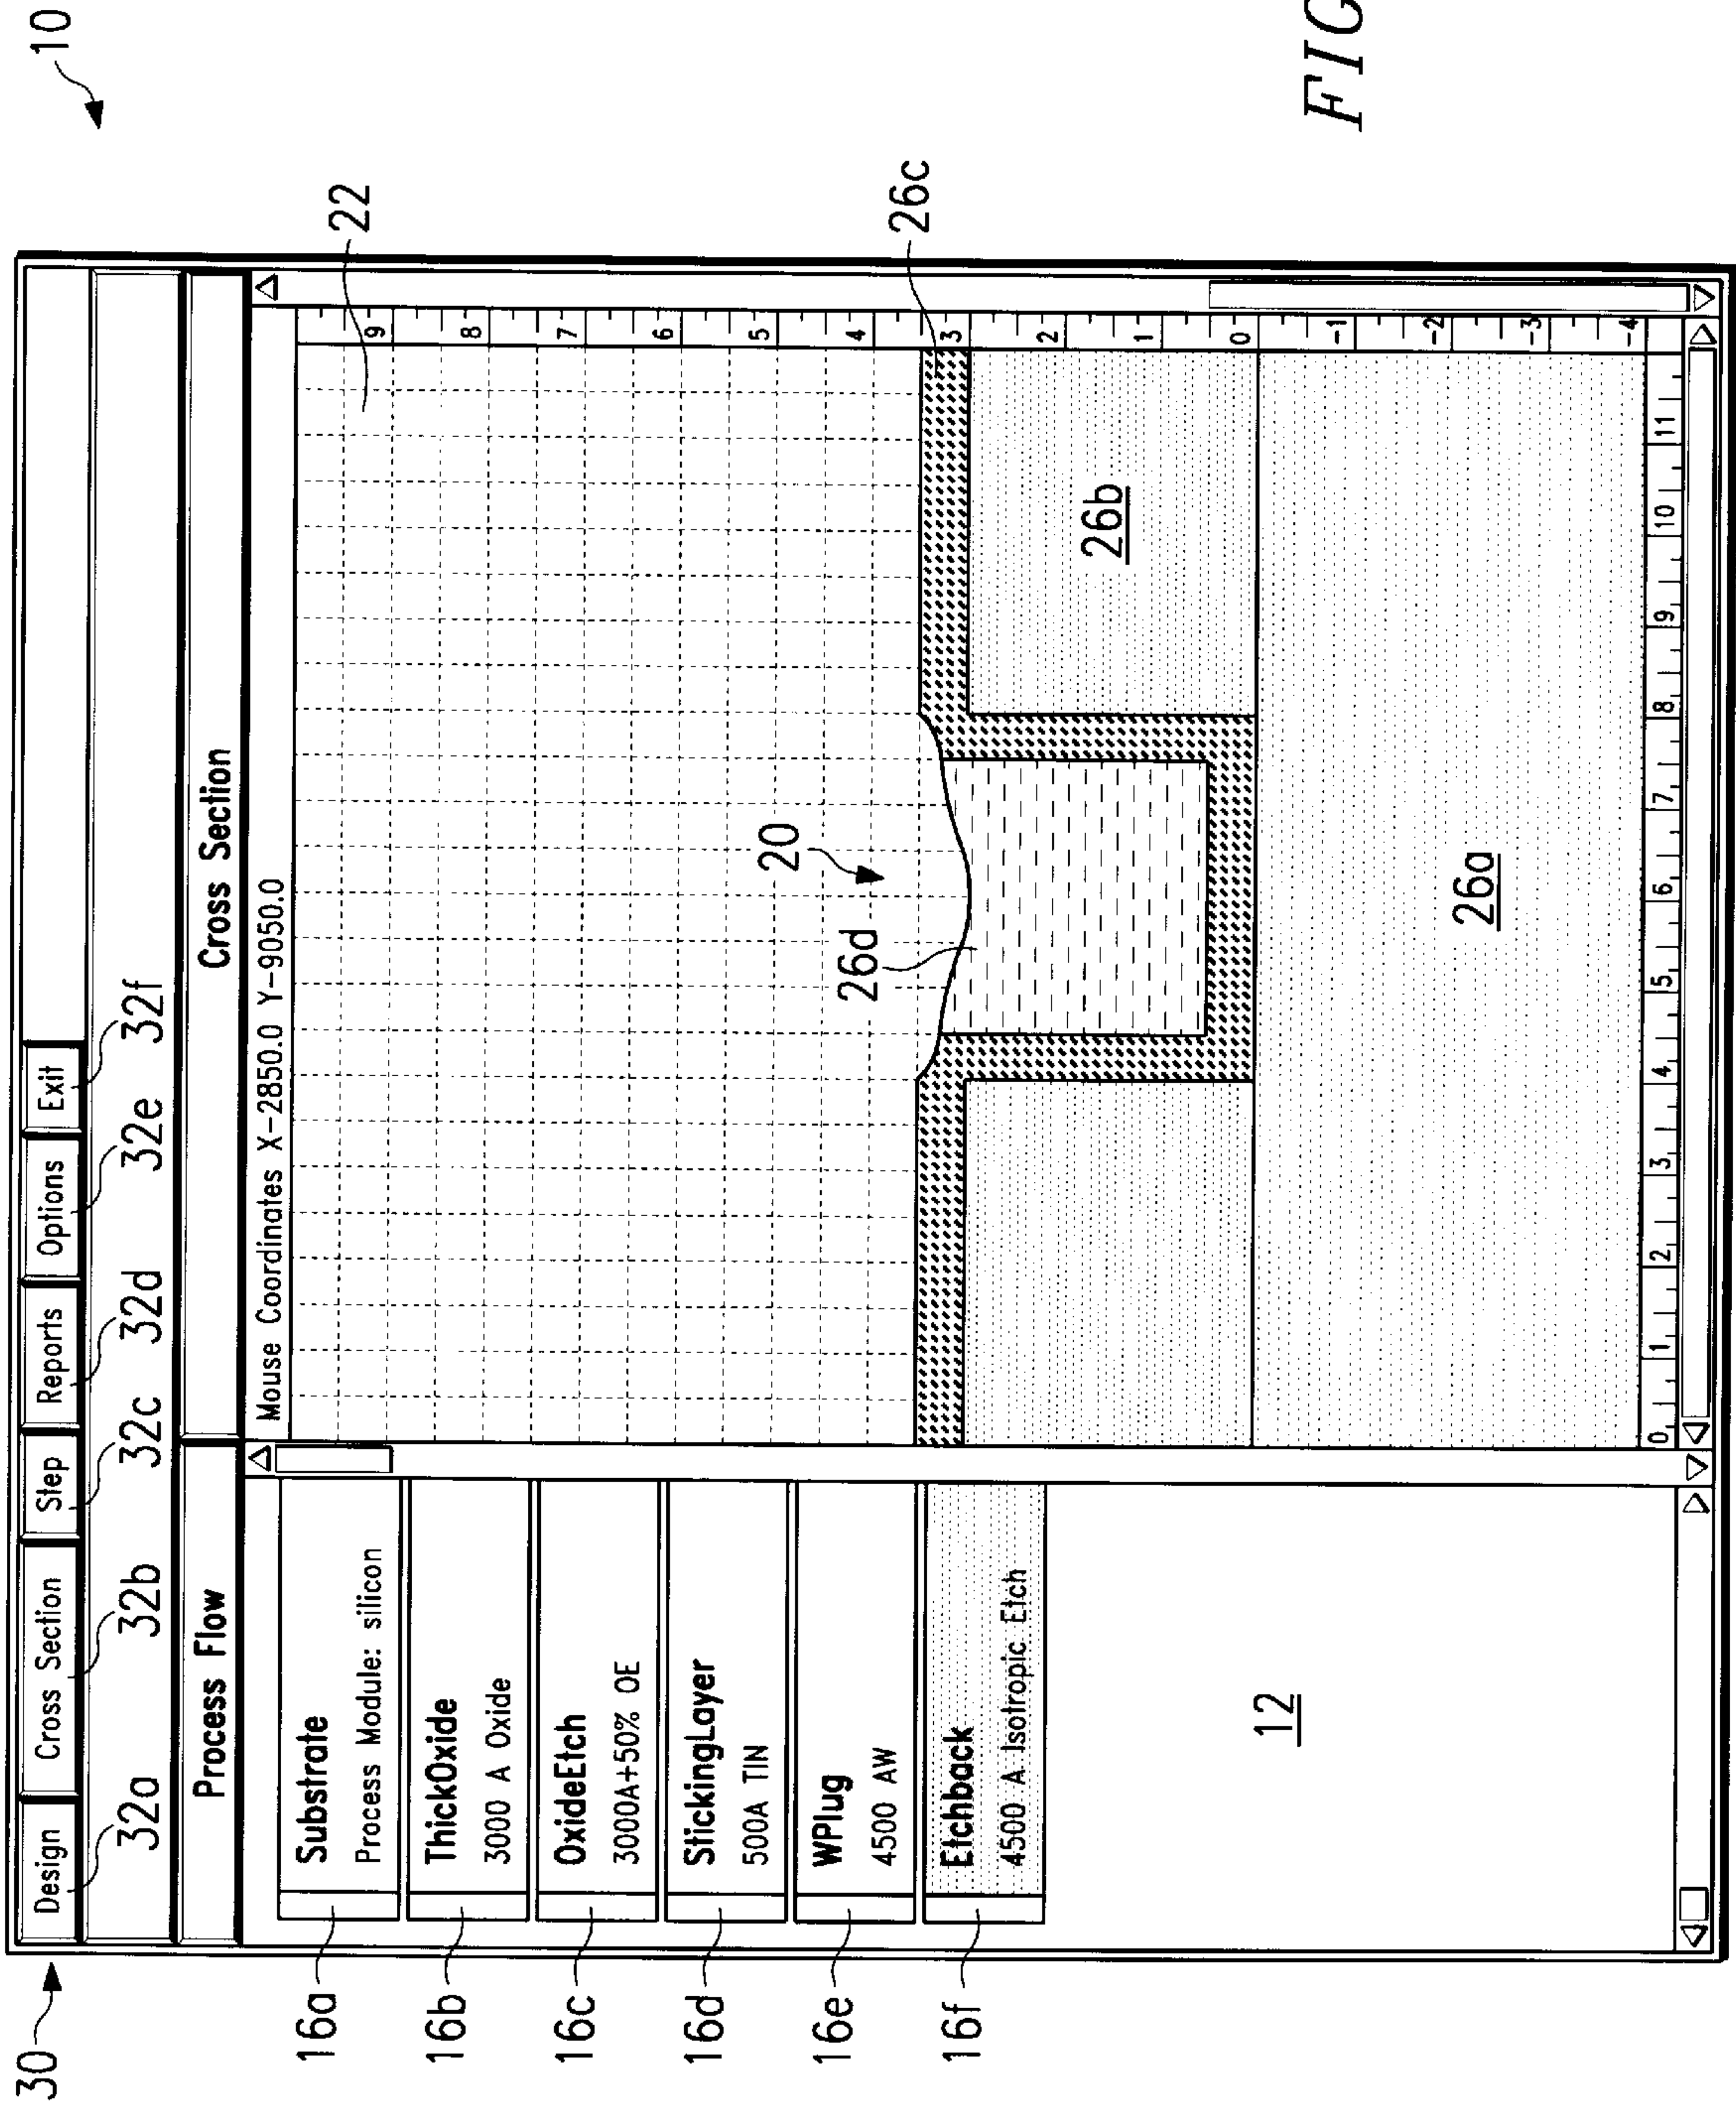 10
30
Design
Cross Section
Step
Reports
Options
Exit
32a
32b
32c
32d
32e
32f
Process Flow
Cross Section
Mouse Coordinates X-2850.0 Y-9050.0
22
16a
Substrate
Process Module: silicon
16b
ThickOxide
3000 A Oxide
16c
OxideEtch
3000A+50% OE
16d
StickingLayer
500A TIN
16e
WPlug
4500 AW
16f
Etchback
4500 A Isotropic Etch
12
9
8
7
6
5
4
3
2
1
0
-1
-2
-3
-4
20
26d
26c
26b
26a
0 1 2 3 4 5 6 7 8 9 10 11
FIG